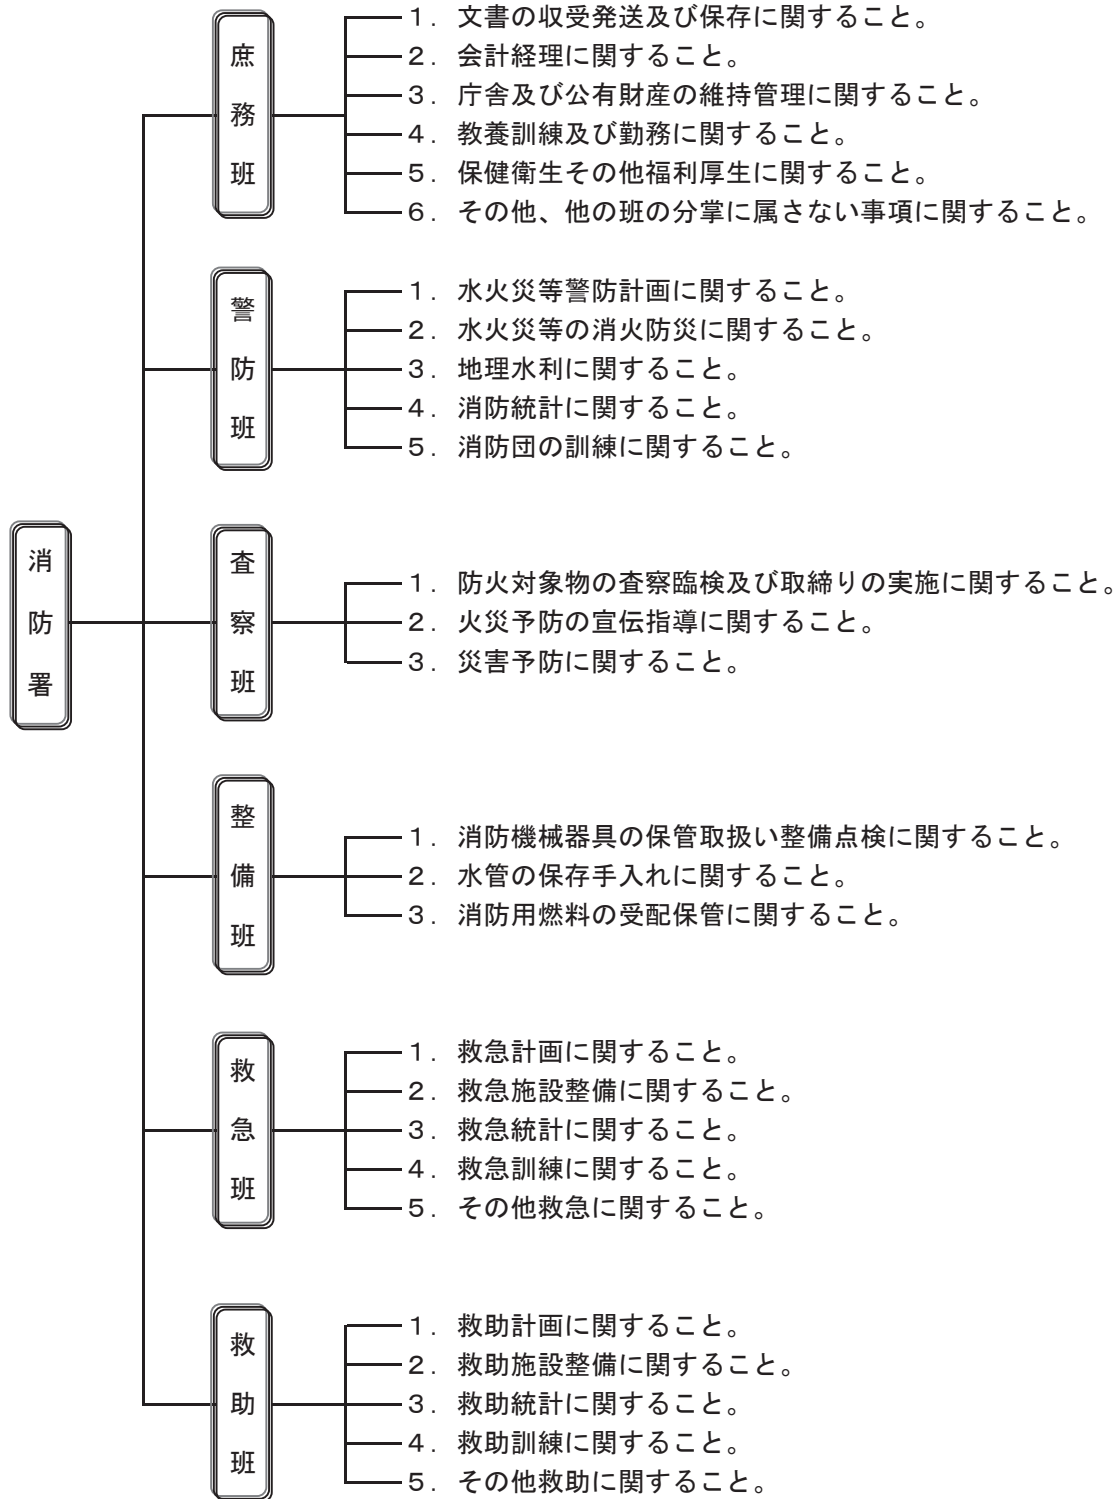 消防署
庶務班
1．文書の収受発送及び保存に関すること。
2．会計経理に関すること。
3．庁舎及び公有財産の維持管理に関すること。
4．教養訓練及び勤務に関すること。
5．保健衛生その他福利厚生に関すること。
6．その他、他の班の分掌に属さない事項に関すること。
警防班
1．水火災等警防計画に関すること。
2．水火災等の消火防災に関すること。
3．地理水利に関すること。
4．消防統計に関すること。
5．消防団の訓練に関すること。
査察班
1．防火対象物の査察臨検及び取締りの実施に関すること。
2．火災予防の宣伝指導に関すること。
3．災害予防に関すること。
整備班
1．消防機械器具の保管取扱い整備点検に関すること。
2．水管の保存手入れに関すること。
3．消防用燃料の受配保管に関すること。
救急班
1．救急計画に関すること。
2．救急施設整備に関すること。
3．救急統計に関すること。
4．救急訓練に関すること。
5．その他救急に関すること。
救助班
1．救助計画に関すること。
2．救助施設整備に関すること。
3．救助統計に関すること。
4．救助訓練に関すること。
5．その他救助に関すること。